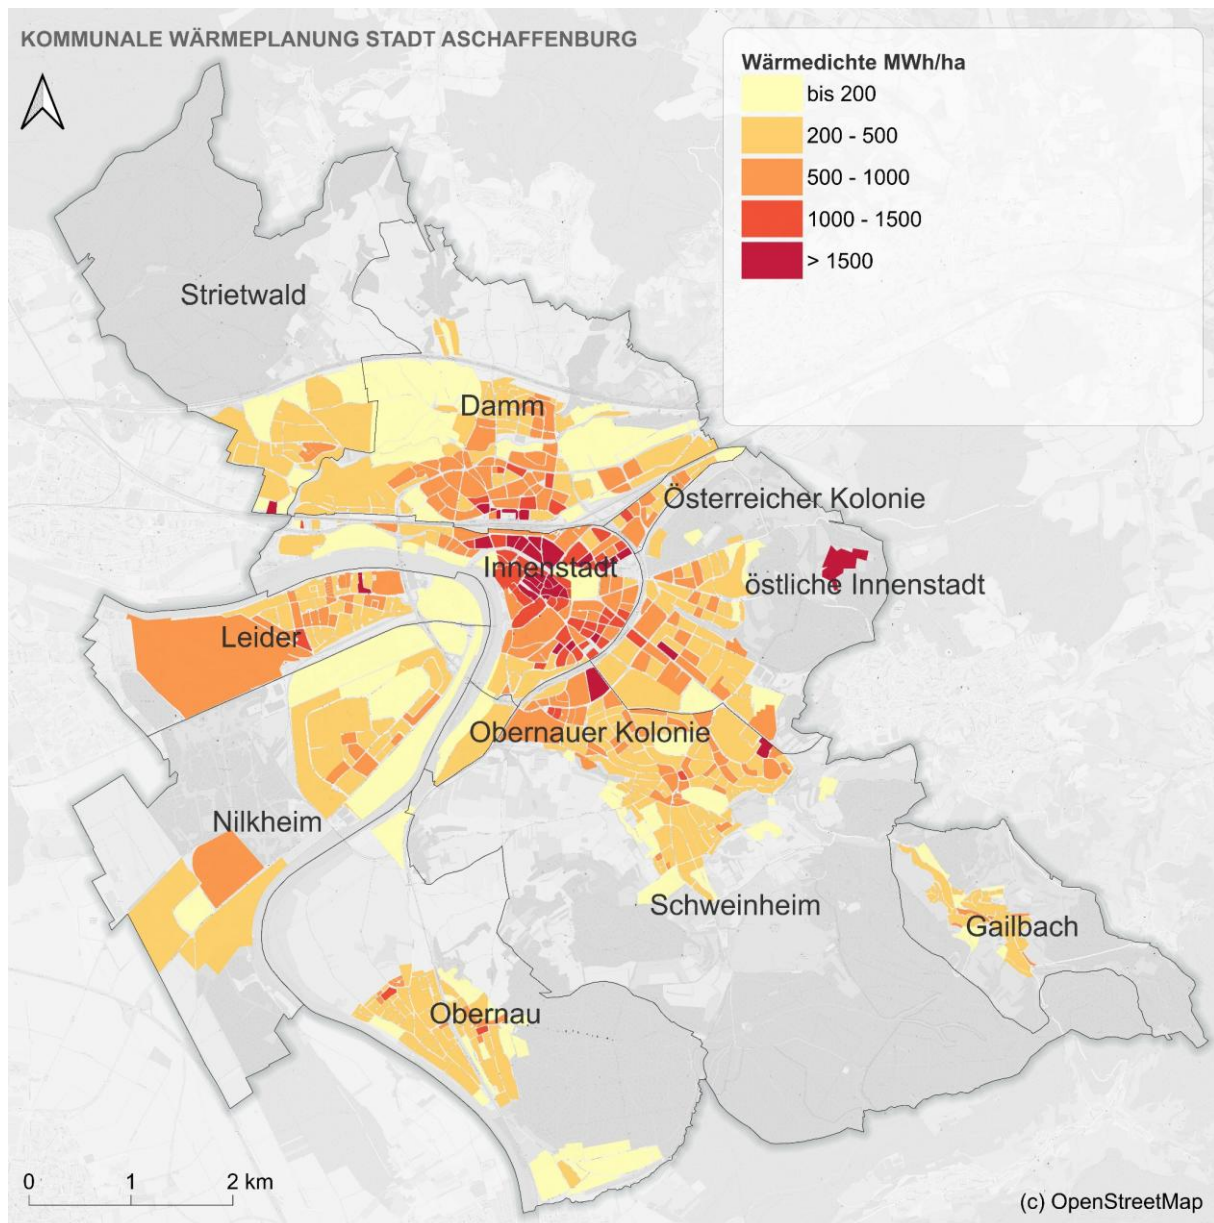 KOMMUNALE WÄRMEPLANUNG STADT ASCHAFFENBURG
Wärmedichte MWh/ha
bis 200
200 - 500
500 - 1000
1000 - 1500
> 1500
Strietwald
Damm
Österreicher Kolonie
Innenstadt
östliche Innenstadt
Leider
Obernauer Kolonie
Nilkheim
Schweinheim
Gailbach
Obernau
0 1 2 km
(c) OpenStreetMap